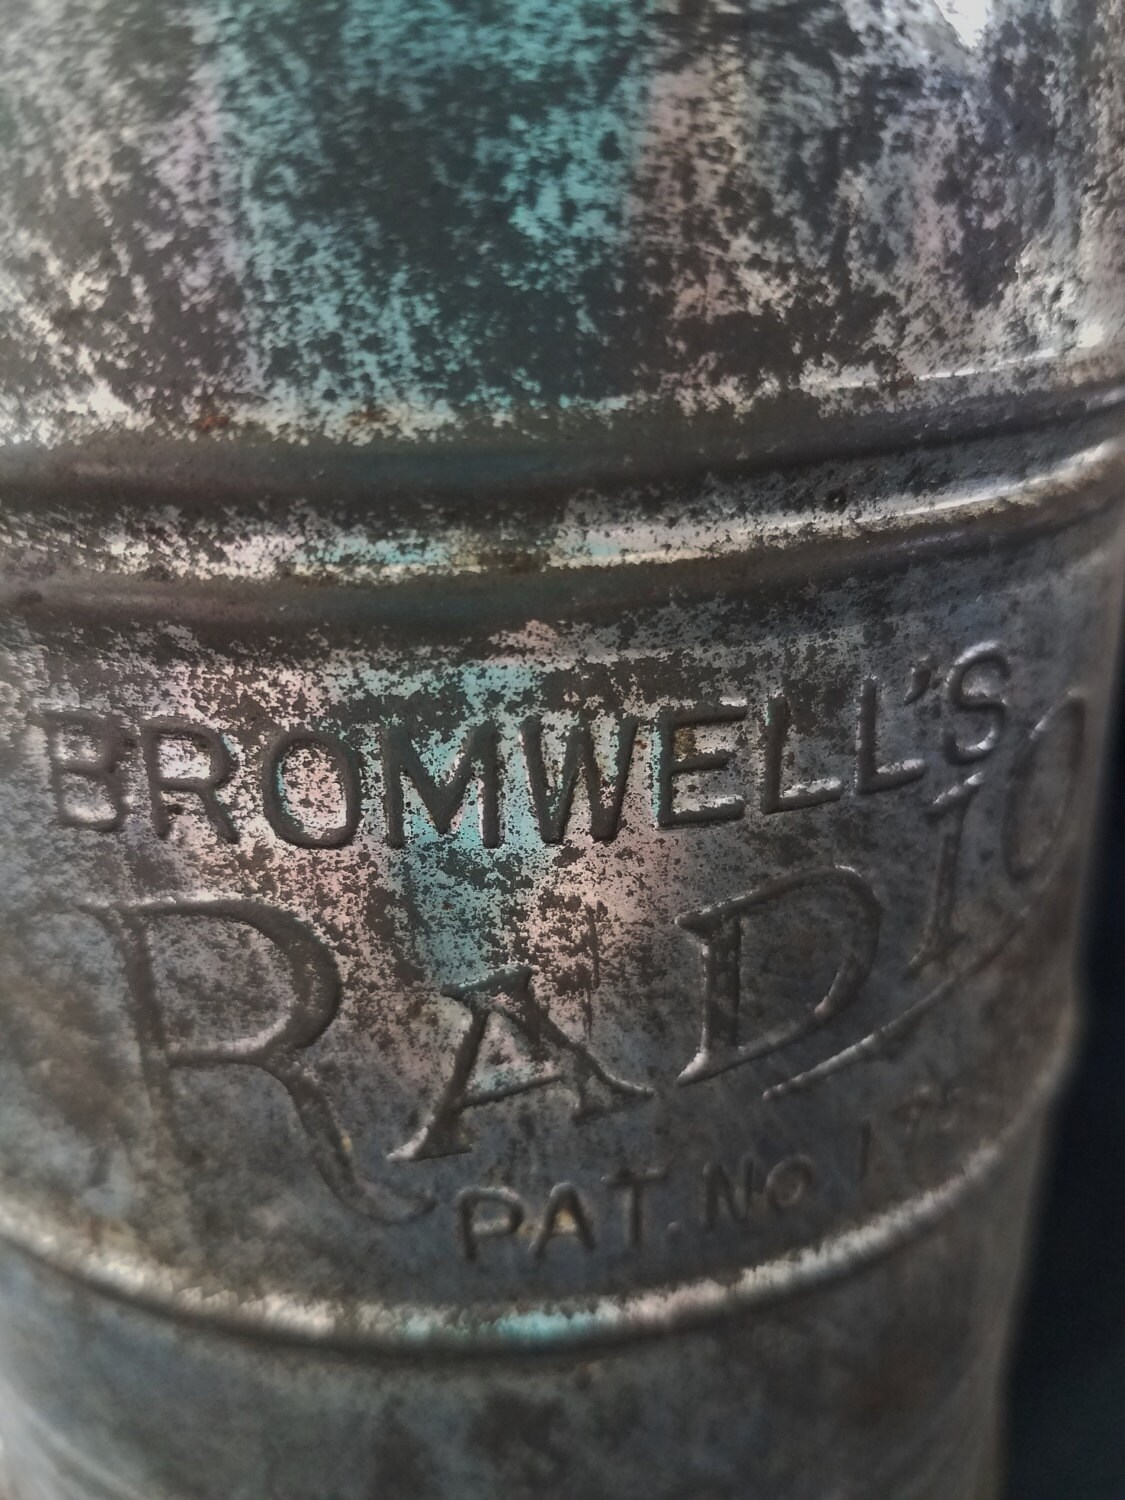 BROMWELL'S
RADIO
PAT. No